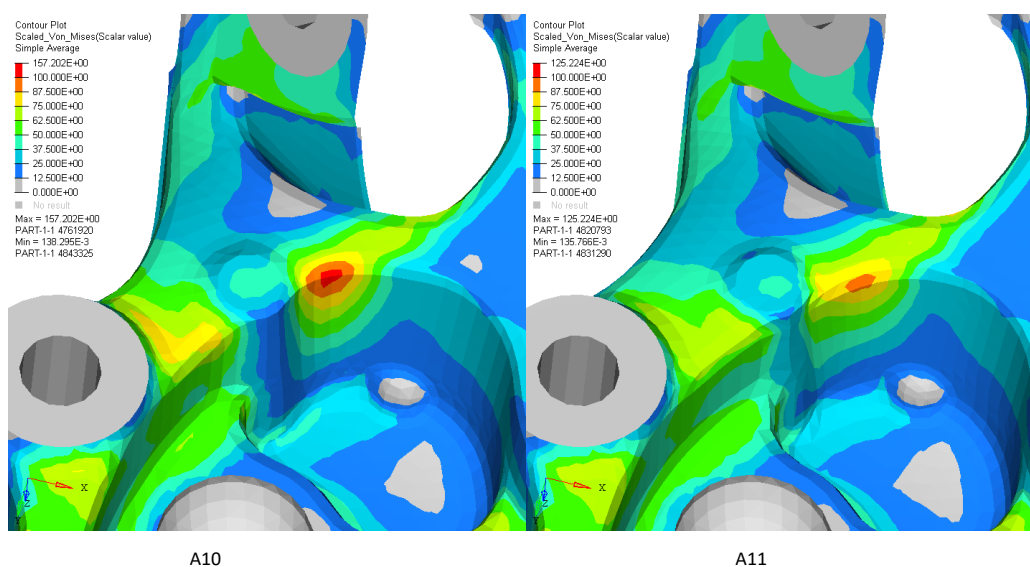 Contour Plot
Scaled_Von_Mises(Scalar value)
Simple Average
157.202E+00
100.000E+00
87.500E+00
75.000E+00
62.500E+00
50.000E+00
37.500E+00
25.000E+00
12.500E+00
0.000E+00
No result
Max = 157.202E+00
PART-1-1 4761920
Min = 138.295E-3
PART-1-1 4843325
X
Z
Y
Contour Plot
Scaled_Von_Mises(Scalar value)
Simple Average
125.224E+00
100.000E+00
87.500E+00
75.000E+00
62.500E+00
50.000E+00
37.500E+00
25.000E+00
12.500E+00
0.000E+00
No result
Max = 125.224E+00
PART-1-1 4820793
Min = 135.766E-3
PART-1-1 4831290
X
Z
Y
A10
A11